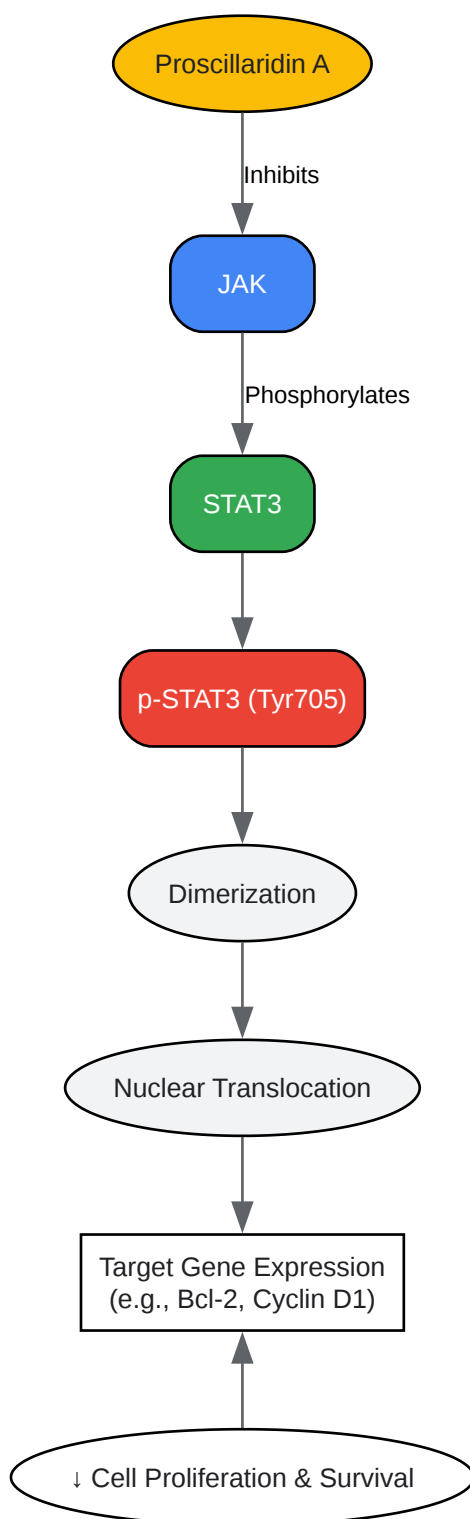 Proscillaridin A
Inhibits
JAK
Phosphorylates
STAT3
p-STAT3 (Tyr705)
Dimerization
Nuclear Translocation
Target Gene Expression
(e.g., Bcl-2, Cyclin D1)
↓ Cell Proliferation & Survival